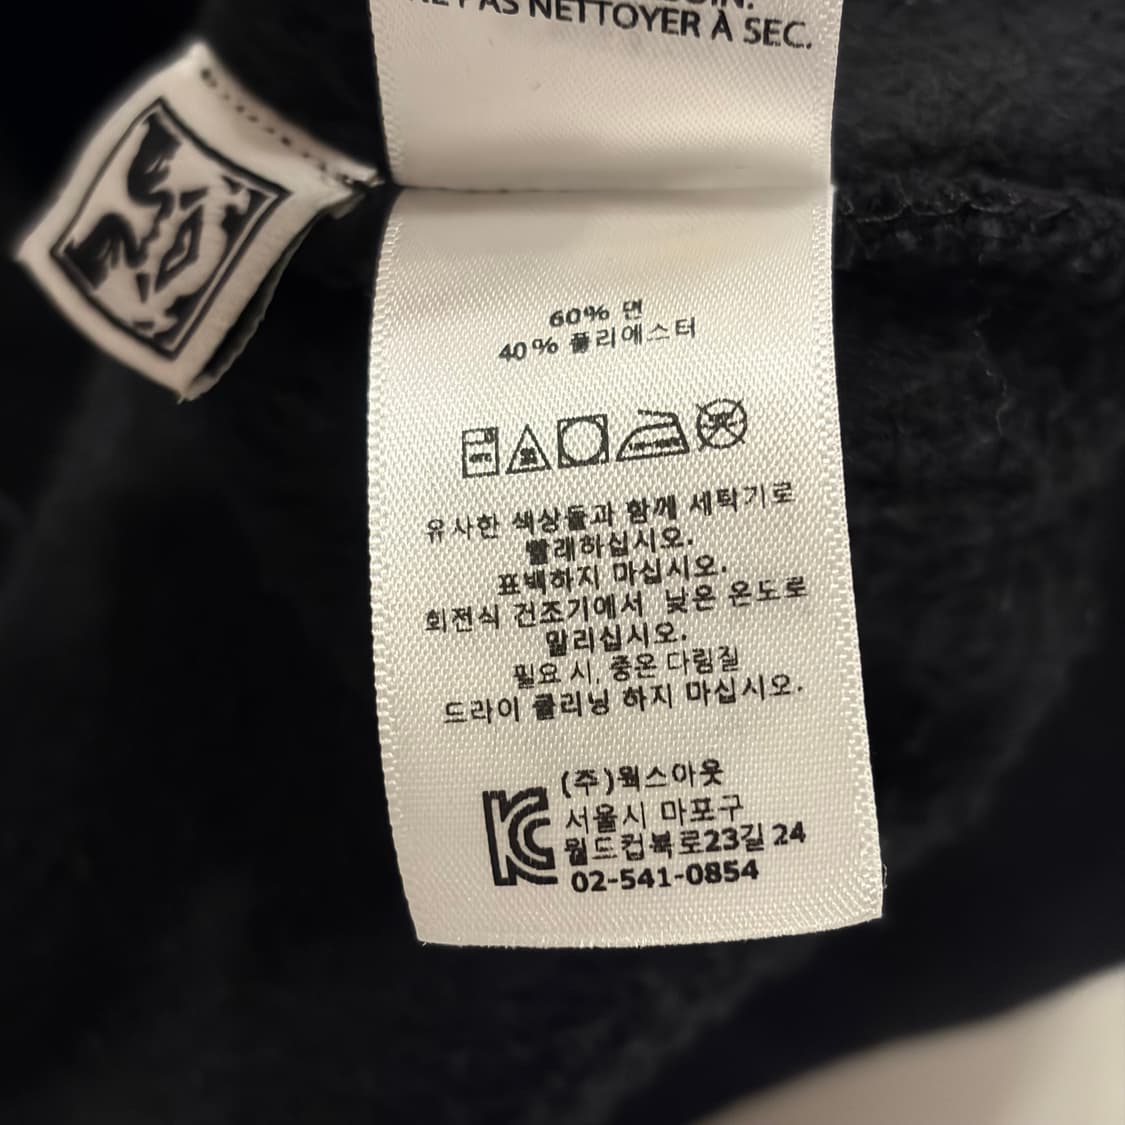 PAS NETTOYER À SEC.
60% 면
40% 폴리에스터
유사한 색상들과 함께 세탁기로
빨래하십시오.
표백하지 마십시오.
회전식 건조기에서 낮은 온도로
말리십시오.
필요 시, 중온 다림질
드라이 클리닝 하지 마십시오.
(주)웍스아웃
서울시 마포구
월드컵북로23길 24
02-541-0854